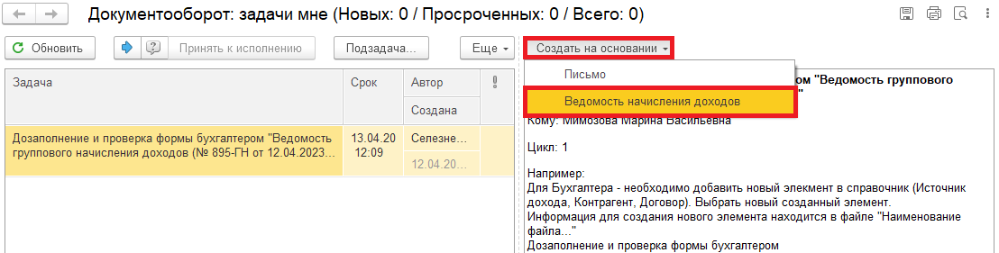 Документооборот: задачи мне (Новых: 0 / Просроченных: 0 / Всего: 0)
Обновить
Принять к исполнению
Подзадача...
Еще
Создать на основании
Письмо
Ведомость начисления доходов
Задача
Срок
Автор
Создана
Дозаполнение и проверка формы бухгалтером "Ведомость
группового начисления доходов (№ 895-ГН от 12.04.2023...
13.04.20
12:09
Селезне...
12.04.20...
ом "Ведомость группового
Кому: Мимозова Марина Васильевна
Цикл: 1
Например:
Для Бухгалтера - необходимо добавить новый элекмент в справочник (Источник
дохода, Контрагент, Договор). Выбрать новый созданный элемент.
Информация для создания нового элемента находится в файле "Наименование
файла..."
Дозаполнение и проверка формы бухгалтером